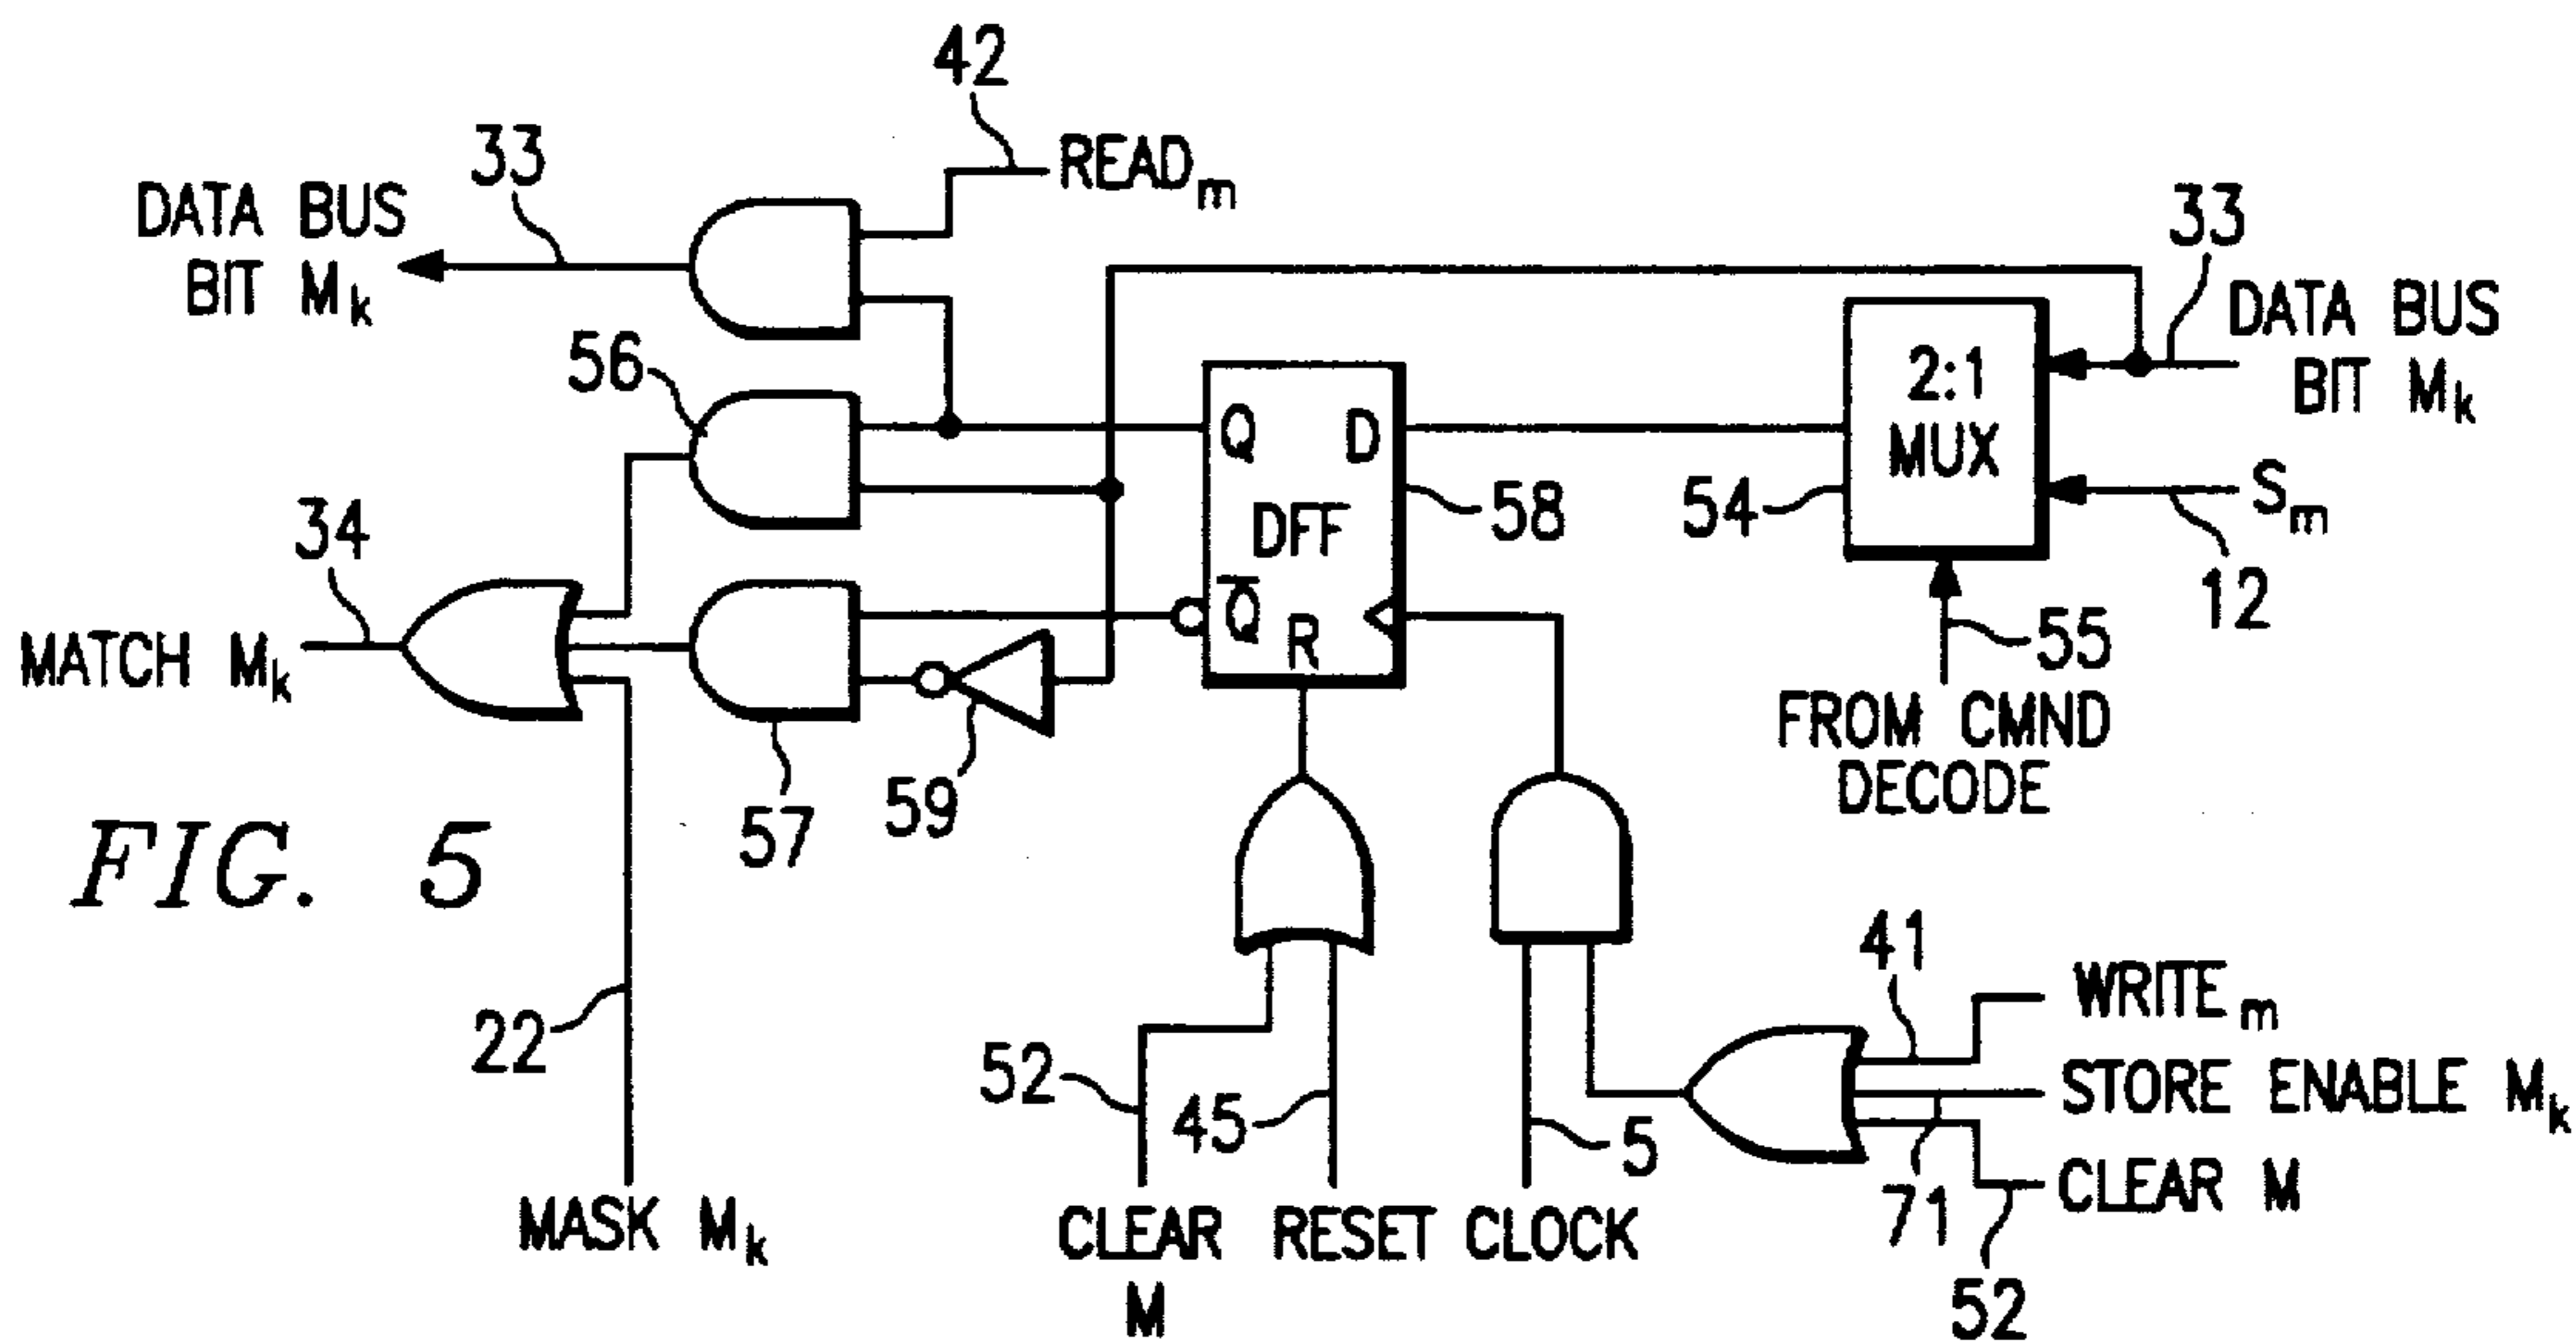 42
33
READm
DATA BUS
BIT Mk
33
DATA BUS
BIT Mk
56
2:1
MUX
Q
D
DFF
Q̅
R
58
54
Sm
12
34
MATCH Mk
55
FROM CMND
DECODE
57
59
FIG. 5
22
MASK Mk
52
CLEAR
M
45
RESET
5
CLOCK
41
WRITEm
STORE ENABLE Mk
71
CLEAR M
52